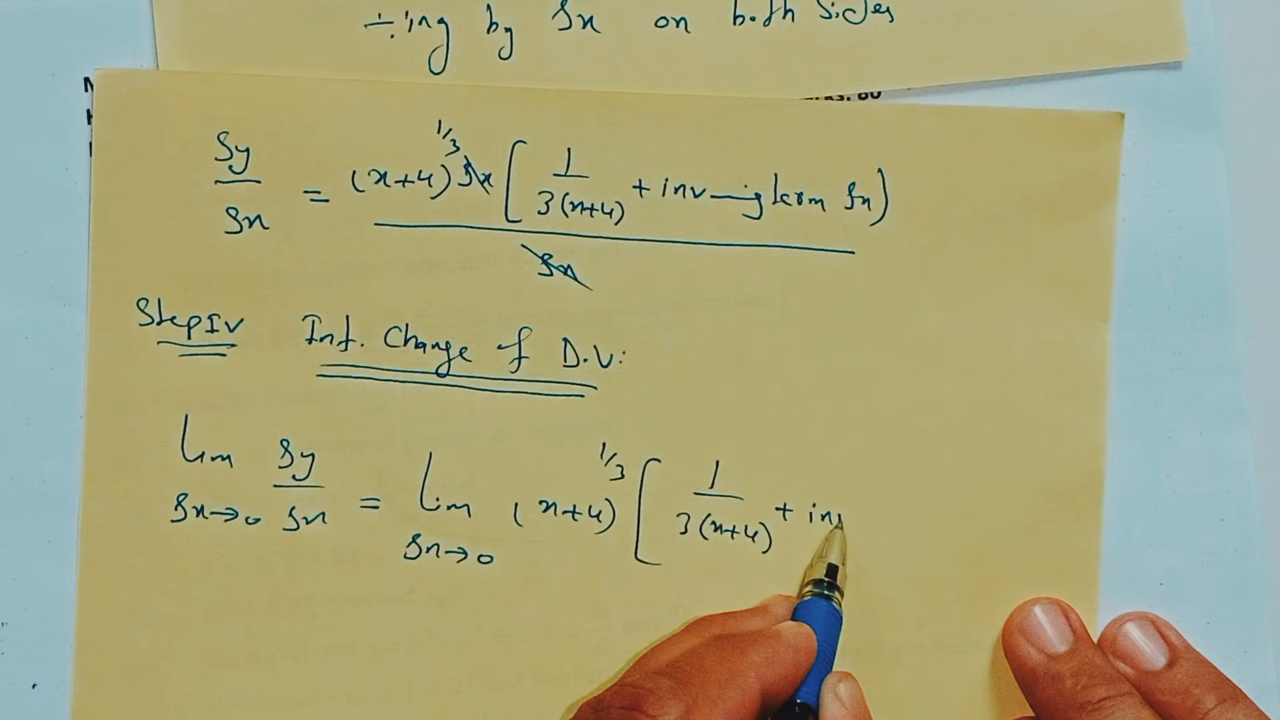 ÷ing by δx on both sides
δy/δx = (x+4)^1/3 δx [1/3(x+4) + inv—ing term δx) / δx
Step IV Inf. Change of D.V:
Lim δx→0 δy/δx = Lim δx→0 (x+4)^1/3 [1/3(x+4) + inv